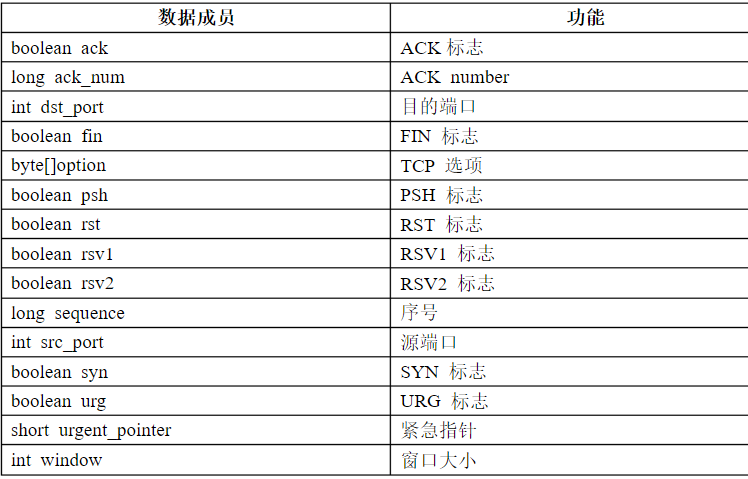 数据成员 功能
boolean ack ACK 标志
long ack_num ACK number
int dst_port 目的端口
boolean fin FIN 标志
byte[]option TCP 选项
boolean psh PSH 标志
boolean rst RST 标志
boolean rsv1 RSV1 标志
boolean rsv2 RSV2 标志
long sequence 序号
int src_port 源端口
boolean syn SYN 标志
boolean urg URG 标志
short urgent_pointer 紧急指针
int window 窗口大小